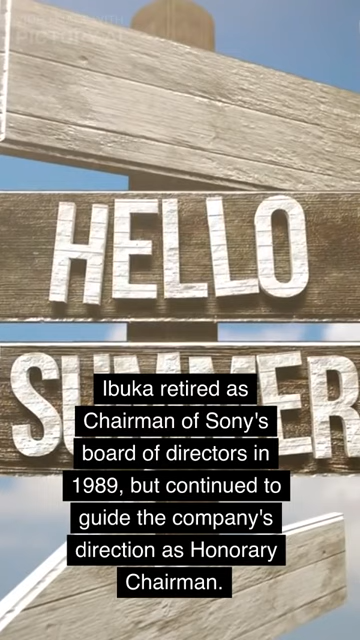 HELLO
SUMMER
Ibuka retired as
Chairman of Sony's
board of directors in
1989, but continued to
guide the company's
direction as Honorary
Chairman.